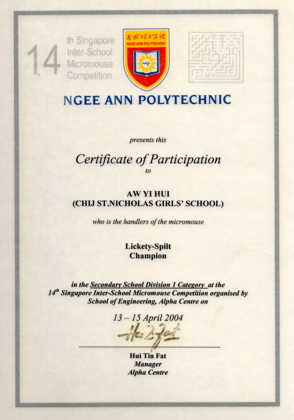 14
th Singapore
Inter-School
Micromouse
Competition
NGEE ANN POLYTECHNIC
NGEE ANN POLYTECHNIC
presents this
Certificate of Participation
to
AW YI HUI
(CHIJ ST.NICHOLAS GIRLS' SCHOOL)
who is the handlers of the micromouse
Lickety-Spilt
Champion
in the Secondary School Division 1 Category at the
14th Singapore Inter-School Micromouse Competition organised by
School of Engineering, Alpha Centre on
13 – 15 April 2004
Hui Tin Fat
Manager
Alpha Centre